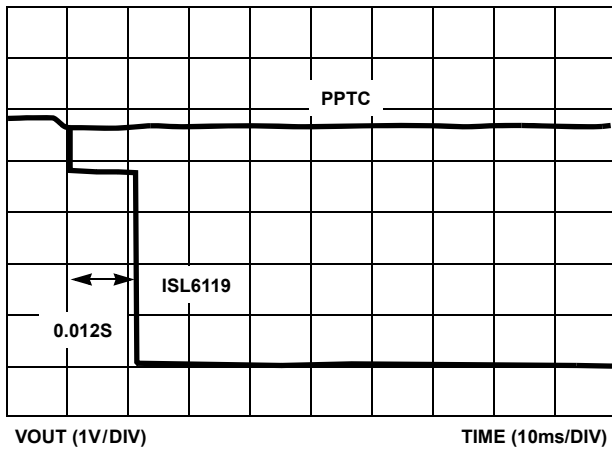 PPTC
ISL6119
0.012S
VOUT (1V/DIV)
TIME (10ms/DIV)